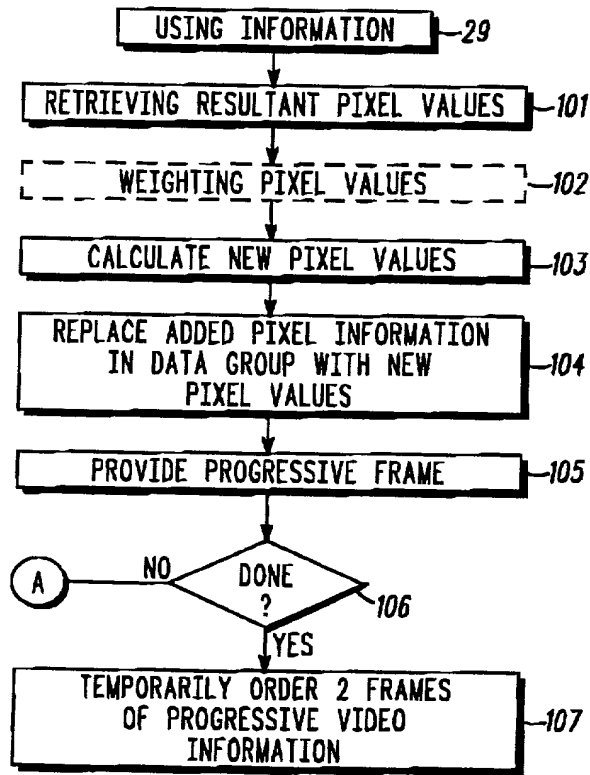 USING INFORMATION 29
RETRIEVING RESULTANT PIXEL VALUES 101
WEIGHTING PIXEL VALUES 102
CALCULATE NEW PIXEL VALUES 103
REPLACE ADDED PIXEL INFORMATION
IN DATA GROUP WITH NEW 104
PIXEL VALUES
PROVIDE PROGRESSIVE FRAME 105
A NO DONE
? 106
YES
TEMPORARILY ORDER 2 FRAMES
OF PROGRESSIVE VIDEO 107
INFORMATION